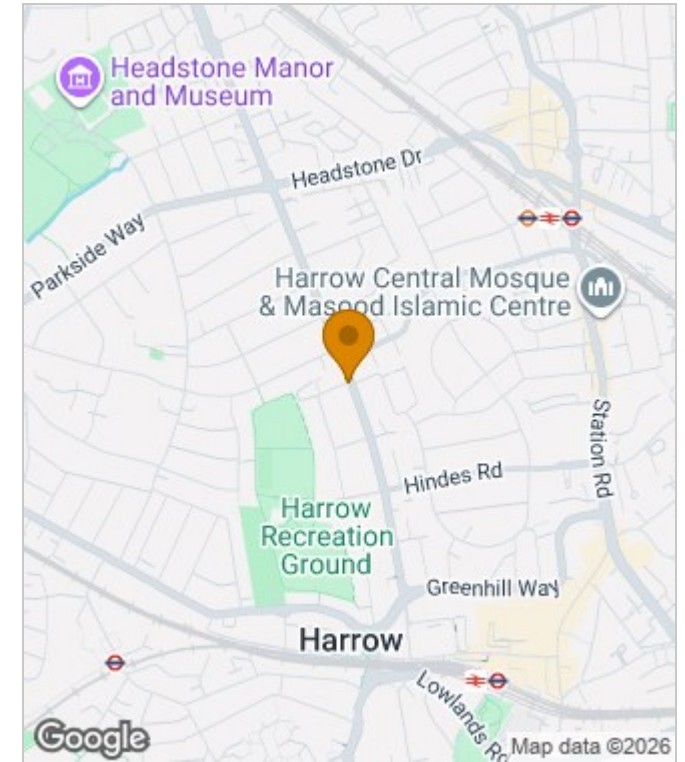 Headstone Manor
and Museum
Headstone Dr
Parkside Way
Harrow Central Mosque
& Masood Islamic Centre
Station Rd
Hindes Rd
Harrow
Recreation
Ground
Greenhill Way
Harrow
Lowlands Rd
Google
Map data ©2026